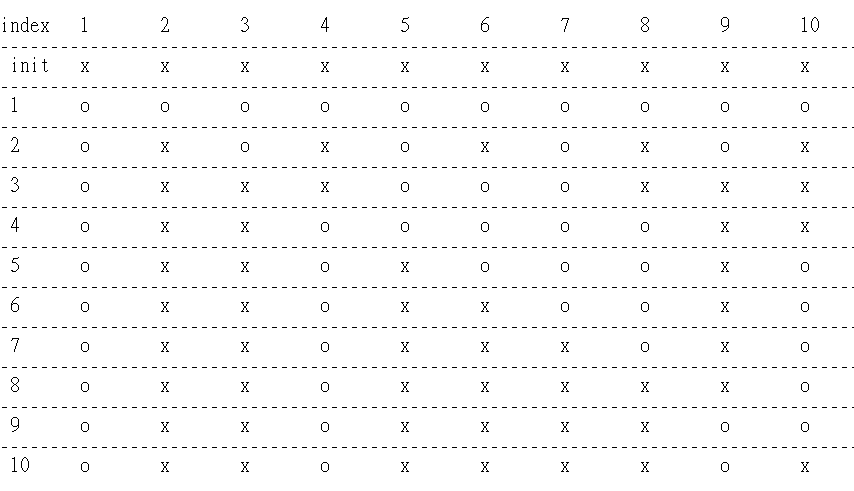 index 1 2 3 4 5 6 7 8 9 10
init x x x x x x x x x x
1 o o o o o o o o o o
2 o x o x o x o x o x
3 o x x x o o o x x x
4 o x x o o o o o x x
5 o x x o x o o o x o
6 o x x o x x o o x o
7 o x x o x x x o x o
8 o x x o x x x x x o
9 o x x o x x x x o o
10 o x x o x x x x o x